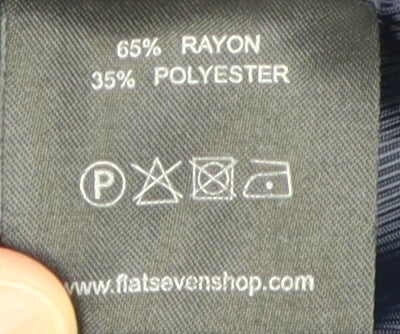 65% RAYON
35% POLYESTER
P
www.flatsevenshop.com